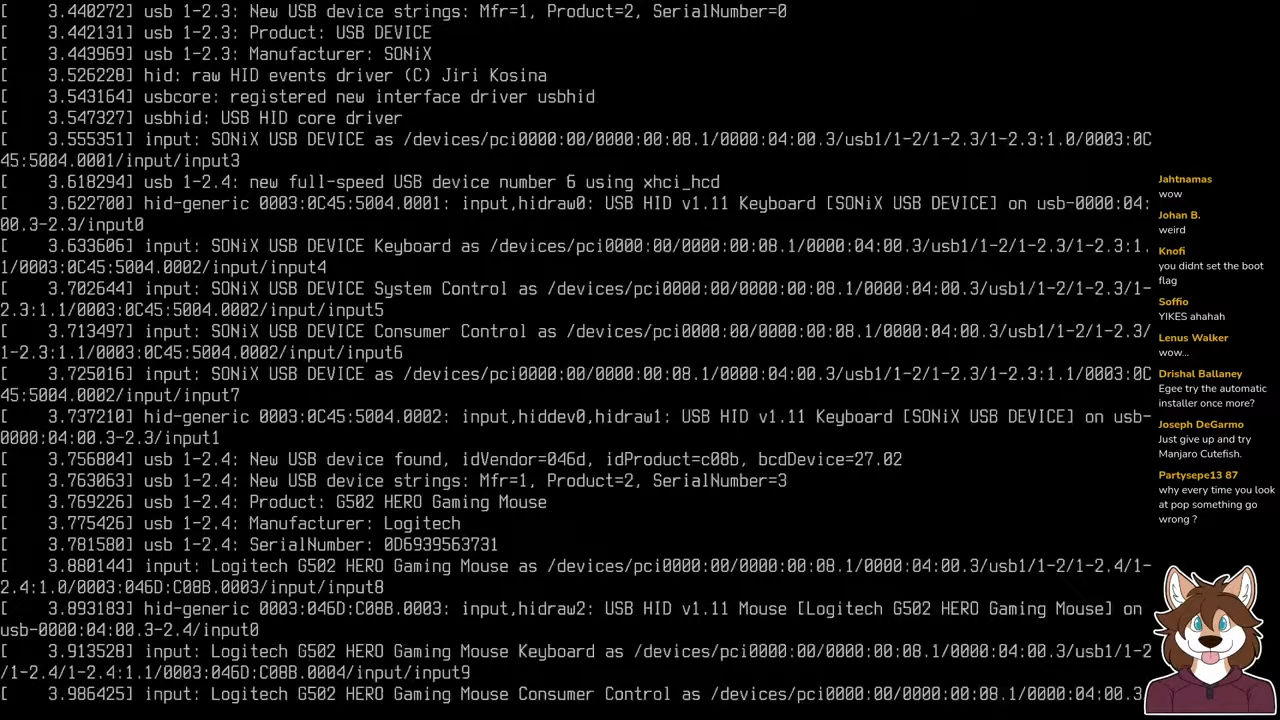 [    3.440272] usb 1-2.3: New USB device strings: Mfr=1, Product=2, SerialNumber=0
[    3.442131] usb 1-2.3: Product: USB DEVICE
[    3.443969] usb 1-2.3: Manufacturer: SONiX
[    3.526228] hid: raw HID events driver (C) Jiri Kosina
[    3.543164] usbcore: registered new interface driver usbhid
[    3.547327] usbhid: USB HID core driver
[    3.555351] input: SONiX USB DEVICE as /devices/pci0000:00/0000:00:08.1/0000:04:00.3/usb1/1-2/1-2.3/1-2.3:1.0/0003:0C
45:5004.0001/input/input3
[    3.618294] usb 1-2.4: new full-speed USB device number 6 using xhci_hcd
[    3.622700] hid-generic 0003:0C45:5004.0001: input,hidraw0: USB HID v1.11 Keyboard [SONiX USB DEVICE] on usb-0000:04:
00.3-2.3/input0
[    3.633606] input: SONiX USB DEVICE Keyboard as /devices/pci0000:00/0000:00:08.1/0000:04:00.3/usb1/1-2/1-2.3/1-2.3:1.
1/0003:0C45:5004.0002/input/input4
[    3.702644] input: SONiX USB DEVICE System Control as /devices/pci0000:00/0000:00:08.1/0000:04:00.3/usb1/1-2/1-2.3/1-
2.3:1.1/0003:0C45:5004.0002/input/input5
[    3.713497] input: SONiX USB DEVICE Consumer Control as /devices/pci0000:00/0000:00:08.1/0000:04:00.3/usb1/1-2/1-2.3/
1-2.3:1.1/0003:0C45:5004.0002/input/input6
[    3.725016] input: SONiX USB DEVICE as /devices/pci0000:00/0000:00:08.1/0000:04:00.3/usb1/1-2/1-2.3/1-2.3:1.1/0003:0C
45:5004.0002/input/input7
[    3.737210] hid-generic 0003:0C45:5004.0002: input,hiddev0,hidraw1: USB HID v1.11 Keyboard [SONiX USB DEVICE] on usb-
0000:04:00.3-2.3/input1
[    3.756804] usb 1-2.4: New USB device found, idVendor=046d, idProduct=c08b, bcdDevice=27.02
[    3.763063] usb 1-2.4: New USB device strings: Mfr=1, Product=2, SerialNumber=3
[    3.769226] usb 1-2.4: Product: G502 HERO Gaming Mouse
[    3.775426] usb 1-2.4: Manufacturer: Logitech
[    3.781580] usb 1-2.4: SerialNumber: 0D6939563731
[    3.880144] input: Logitech G502 HERO Gaming Mouse as /devices/pci0000:00/0000:00:08.1/0000:04:00.3/usb1/1-2/1-2.4/1-
2.4:1.0/0003:046D:C08B.0003/input/input8
[    3.893183] hid-generic 0003:046D:C08B.0003: input,hidraw2: USB HID v1.11 Mouse [Logitech G502 HERO Gaming Mouse] on
usb-0000:04:00.3-2.4/input0
[    3.913528] input: Logitech G502 HERO Gaming Mouse Keyboard as /devices/pci0000:00/0000:00:08.1/0000:04:00.3/usb1/1-2
/1-2.4/1-2.4:1.1/0003:046D:C08B.0004/input/input9
[    3.986425] input: Logitech G502 HERO Gaming Mouse Consumer Control as /devices/pci0000:00/0000:00:08.1/0000:04:00.3
Jahtnamas
wow
Johan B.
weird
Knofi
you didnt set the boot
flag
Soffio
YIKES ahahah
Lenus Walker
wow...
Drishal Ballaney
Egee try the automatic
installer once more?
Joseph DeGarmo
Just give up and try
Manjaro Cutefish.
Partysepe13 87
why every time you look
at pop something go
wrong ?